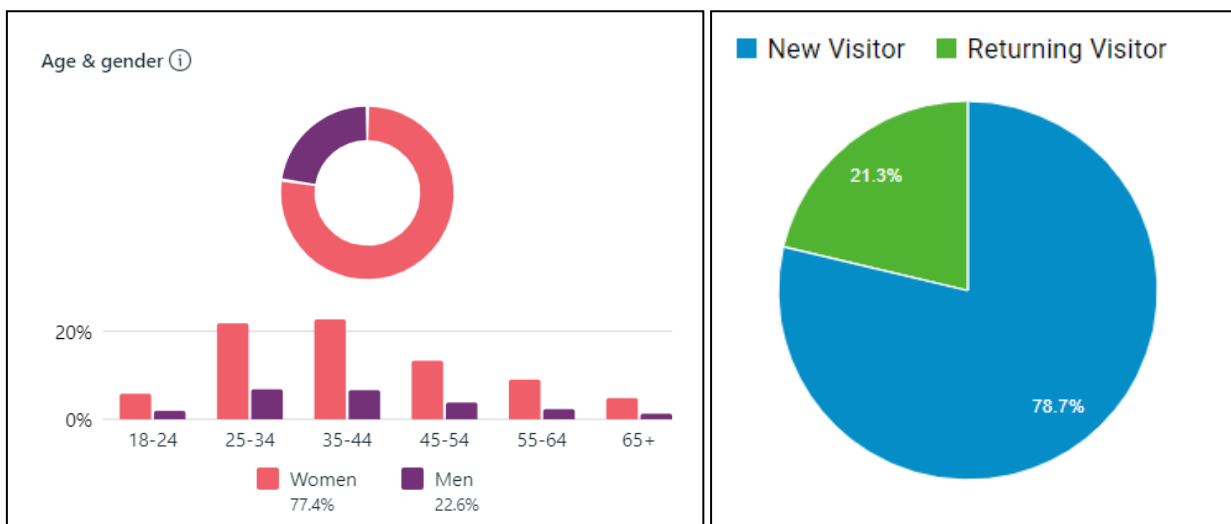 Age & gender ⓘ
20%
0%
18-24 25-34 35-44 45-54 55-64 65+
Women Men
77.4% 22.6%
New Visitor Returning Visitor
21.3%
78.7%